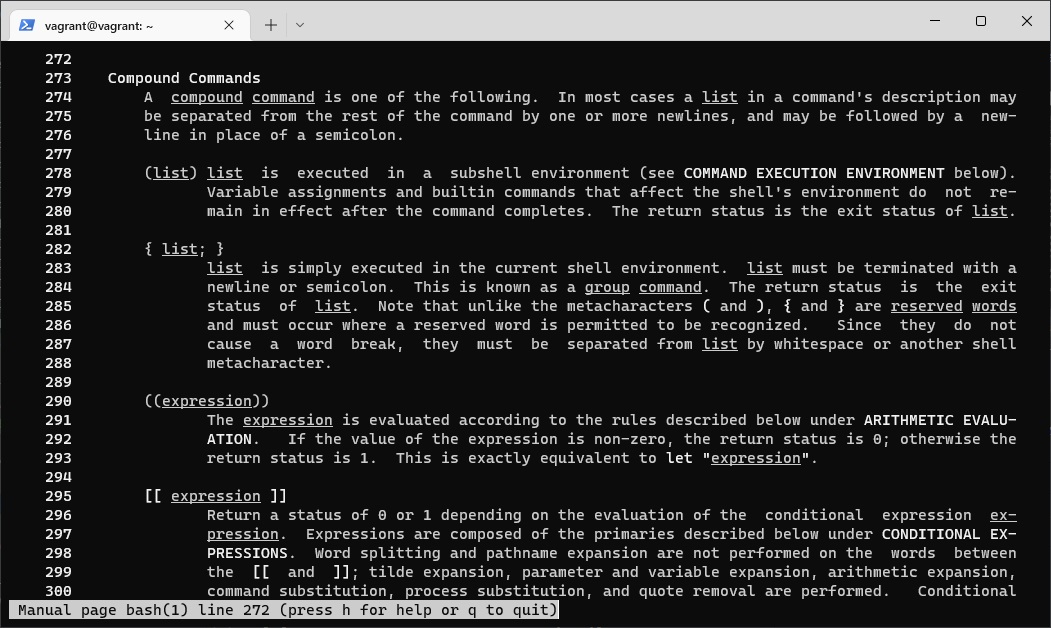 vagrant@vagrant: ~
272
273    Compound Commands
274        A  compound command is one of the following.  In most cases a list in a command's description may
275        be separated from the rest of the command by one or more newlines, and may be followed by a  new-
276        line in place of a semicolon.
277
278        (list) list  is  executed  in  a  subshell environment (see COMMAND EXECUTION ENVIRONMENT below).
279               Variable assignments and builtin commands that affect the shell's environment do  not  re-
280               main in effect after the command completes.  The return status is the exit status of list.
281
282        { list; }
283               list  is simply executed in the current shell environment.  list must be terminated with a
284               newline or semicolon.  This is known as a group command.  The return status  is  the  exit
285               status  of  list.  Note that unlike the metacharacters ( and ), { and } are reserved words
286               and must occur where a reserved word is permitted to be recognized.   Since  they  do  not
287               cause  a  word  break,  they  must  be  separated from list by whitespace or another shell
288               metacharacter.
289
290        ((expression))
291               The expression is evaluated according to the rules described below under ARITHMETIC EVALU-
292               ATION.   If the value of the expression is non-zero, the return status is 0; otherwise the
293               return status is 1.  This is exactly equivalent to let "expression".
294
295        [[ expression ]]
296               Return a status of 0 or 1 depending on the evaluation of the  conditional  expression  ex-
297               pression.  Expressions are composed of the primaries described below under CONDITIONAL EX-
298               PRESSIONS.  Word splitting and pathname expansion are not performed on the  words  between
299               the  [[  and  ]]; tilde expansion, parameter and variable expansion, arithmetic expansion,
300               command substitution, process substitution, and quote removal are performed.   Conditional
Manual page bash(1) line 272 (press h for help or q to quit)